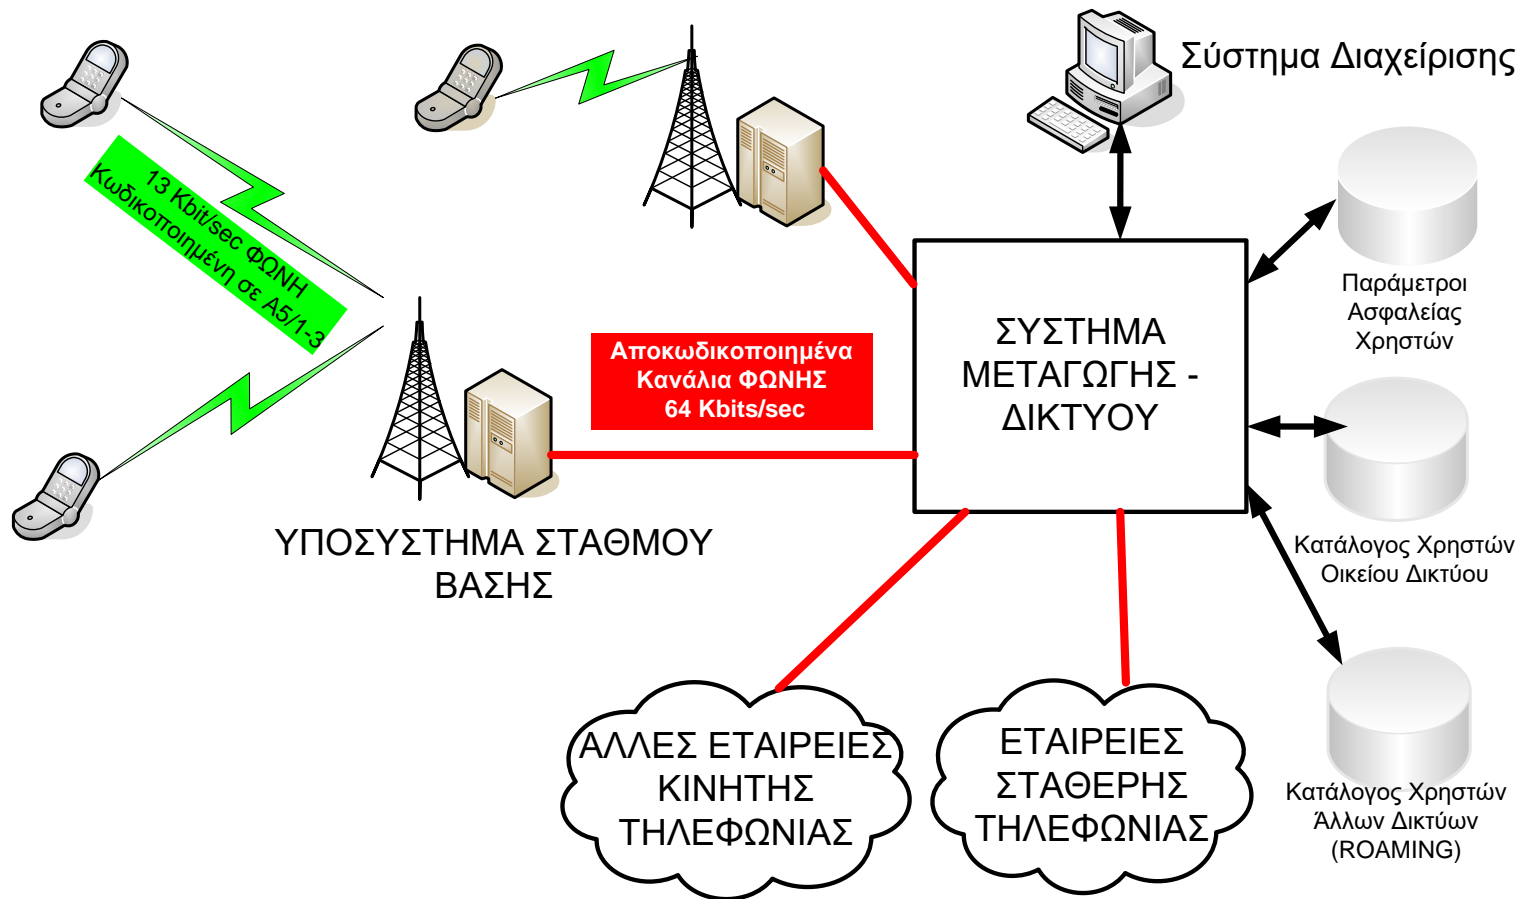 Σύστημα Διαχείρισης
13 Kbit/sec ΦΩΝΗ
Κωδικοποιημένη σε A5/1-3
Παράμετροι
Ασφαλείας
Χρηστών
Αποκωδικοποιημένα
Κανάλια ΦΩΝΗΣ
64 Kbits/sec
ΣΥΣΤΗΜΑ
ΜΕΤΑΓΩΓΗΣ -
ΔΙΚΤΥΟΥ
ΥΠΟΣΥΣΤΗΜΑ ΣΤΑΘΜΟΥ
ΒΑΣΗΣ
Κατάλογος Χρηστών
Οικείου Δικτύου
ΑΛΛΕΣ ΕΤΑΙΡΕΙΕΣ
ΚΙΝΗΤΗΣ
ΤΗΛΕΦΩΝΙΑΣ
ΕΤΑΙΡΕΙΕΣ
ΣΤΑΘΕΡΗΣ
ΤΗΛΕΦΩΝΙΑΣ
Κατάλογος Χρηστών
Άλλων Δικτύων
(ROAMING)